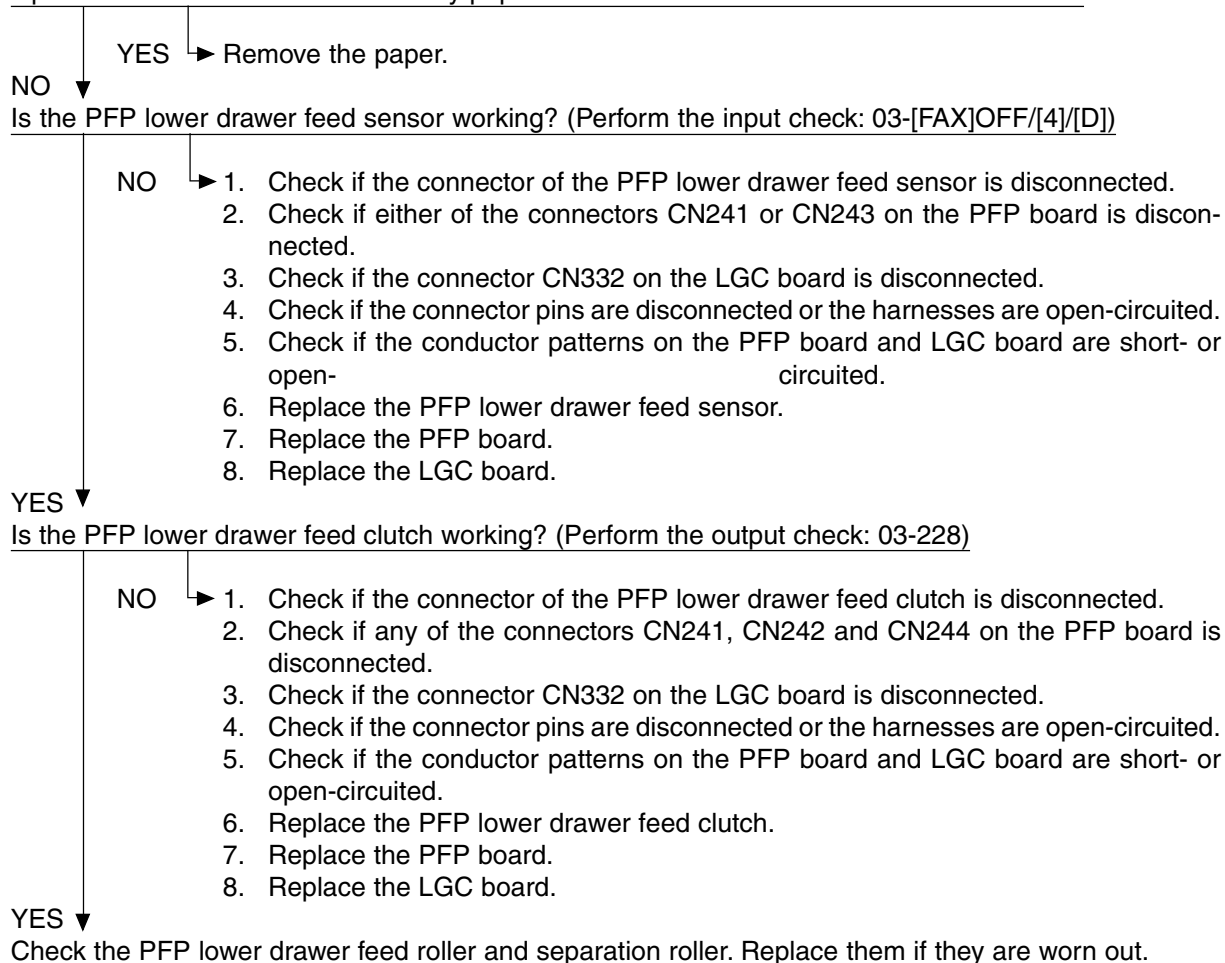 YES Remove the paper.
NO
Is the PFP lower drawer feed sensor working? (Perform the input check: 03-[FAX]OFF/[4]/[D])
NO 1. Check if the connector of the PFP lower drawer feed sensor is disconnected.
2. Check if either of the connectors CN241 or CN243 on the PFP board is discon-
nected.
3. Check if the connector CN332 on the LGC board is disconnected.
4. Check if the connector pins are disconnected or the harnesses are open-circuited.
5. Check if the conductor patterns on the PFP board and LGC board are short- or
open- circuited.
6. Replace the PFP lower drawer feed sensor.
7. Replace the PFP board.
8. Replace the LGC board.
YES
Is the PFP lower drawer feed clutch working? (Perform the output check: 03-228)
NO 1. Check if the connector of the PFP lower drawer feed clutch is disconnected.
2. Check if any of the connectors CN241, CN242 and CN244 on the PFP board is
disconnected.
3. Check if the connector CN332 on the LGC board is disconnected.
4. Check if the connector pins are disconnected or the harnesses are open-circuited.
5. Check if the conductor patterns on the PFP board and LGC board are short- or
open-circuited.
6. Replace the PFP lower drawer feed clutch.
7. Replace the PFP board.
8. Replace the LGC board.
YES
Check the PFP lower drawer feed roller and separation roller. Replace them if they are worn out.